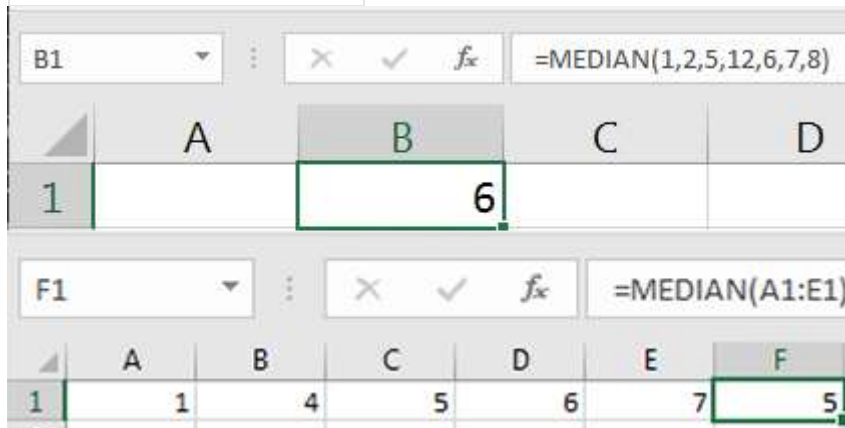 B1 fx =MEDIAN(1,2,5,12,6,7,8)
A B C D
1 6
F1 fx =MEDIAN(A1:E1)
A B C D E F
1 1 4 5 6 7 5